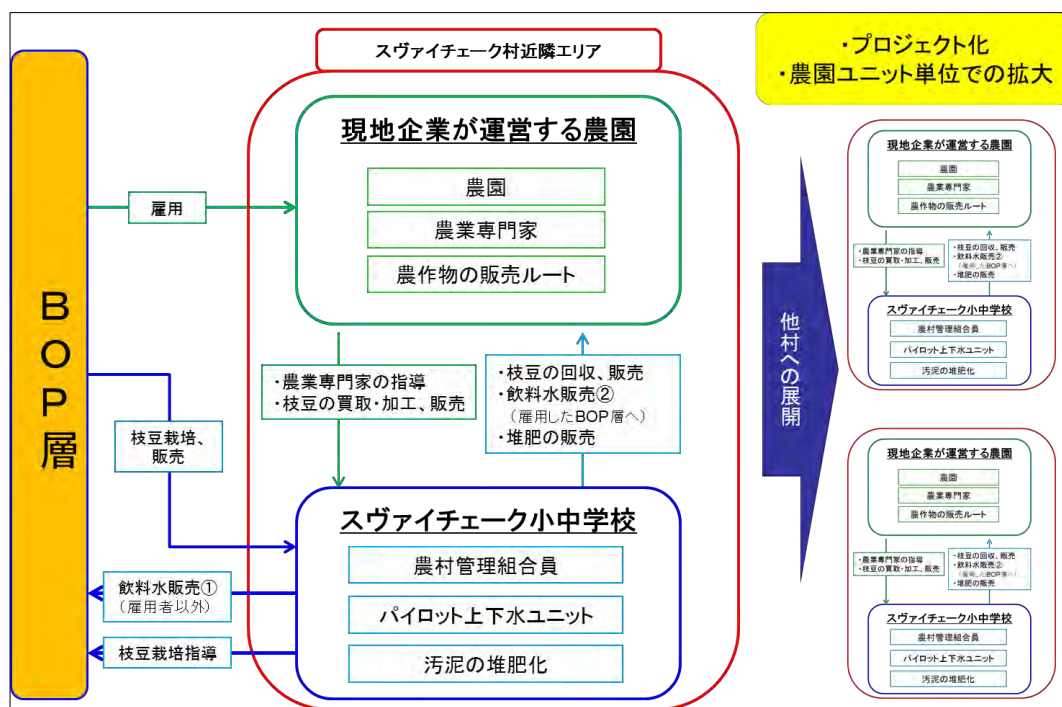 スヴァイチェーク村近隣エリア
・プロジェクト化
・農園ユニット単位での拡大
BOP層
雇用
枝豆栽培、
販売
飲料水販売①
(雇用者以外)
枝豆栽培指導
現地企業が運営する農園
農園
農業専門家
農作物の販売ルート
・農業専門家の指導
・枝豆の買取・加工、販売
・枝豆の回収、販売
・飲料水販売②
(雇用したBOP層へ)
・堆肥の販売
スヴァイチェーク小中学校
農村管理組合員
パイロット上下水ユニット
汚泥の堆肥化
他村への展開
現地企業が運営する農園
農園
農業専門家
農作物の販売ルート
・農業専門家の指導
・枝豆の買取・加工、販売
・枝豆の回収、販売
・飲料水販売②
(雇用したBOP層へ)
・堆肥の販売
スヴァイチェーク小中学校
農村管理組合員
パイロット上下水ユニット
汚泥の堆肥化
現地企業が運営する農園
農園
農業専門家
農作物の販売ルート
・農業専門家の指導
・枝豆の買取・加工、販売
・枝豆の回収、販売
・飲料水販売②
(雇用したBOP層へ)
・堆肥の販売
スヴァイチェーク小中学校
農村管理組合員
パイロット上下水ユニット
汚泥の堆肥化